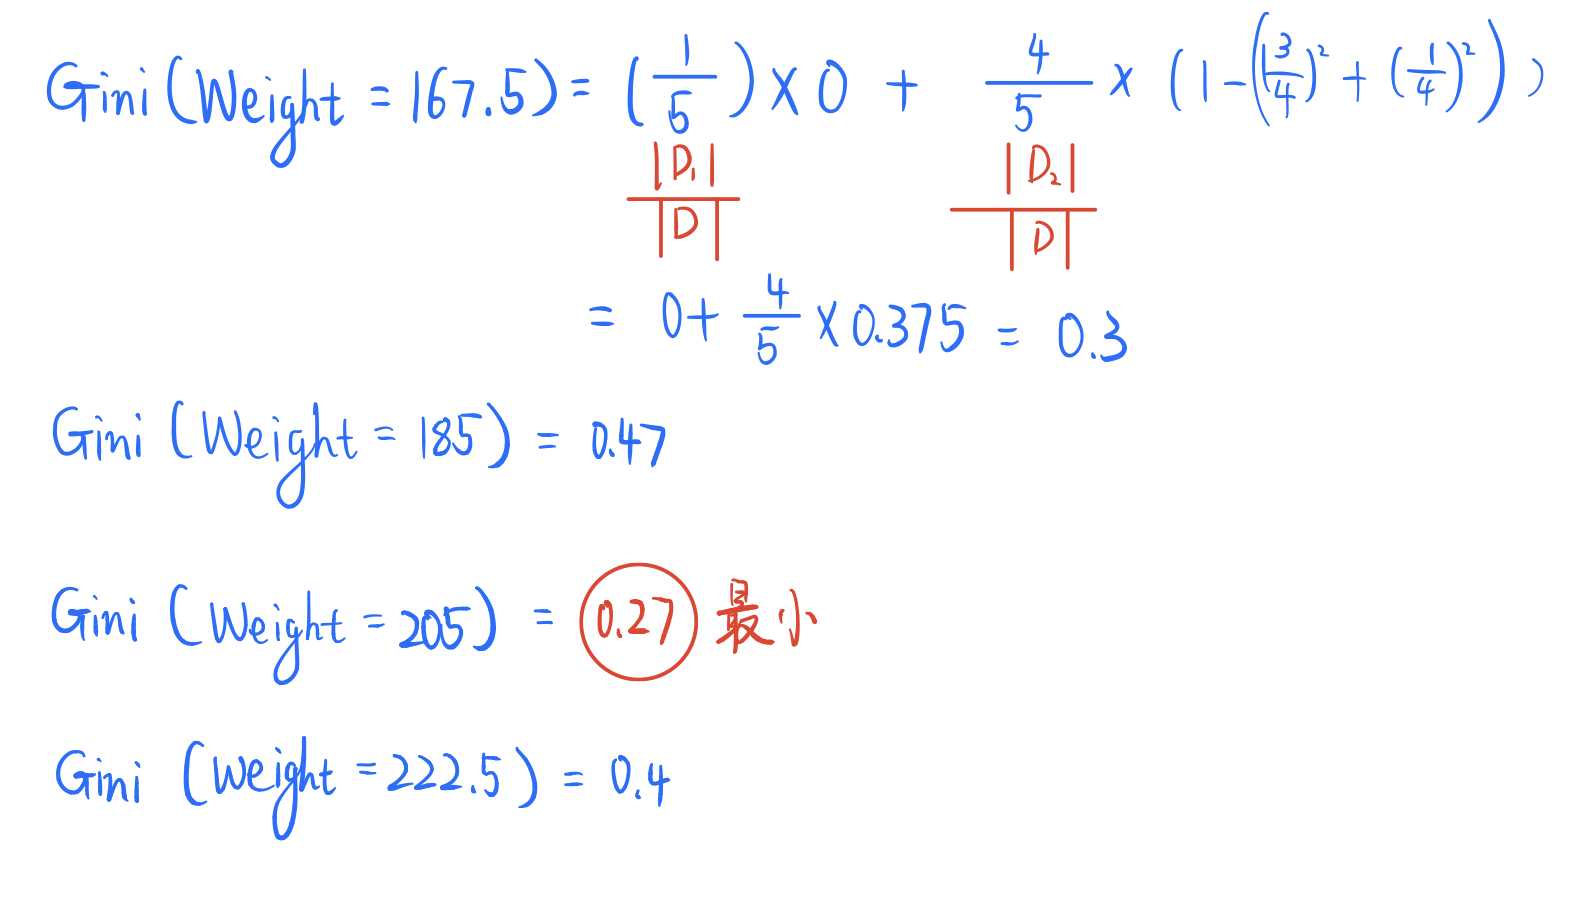 Gini (Weight = 167.5) = (1/5) × 0 + 4/5 × (1 - ((3/4)² + (1/4)²))
|D₁|/|D| |D₂|/|D|
= 0 + 4/5 × 0.375 = 0.3
Gini (Weight = 185) = 0.47
Gini (Weight = 205) = 0.27 最小
Gini (Weight = 222.5) = 0.4